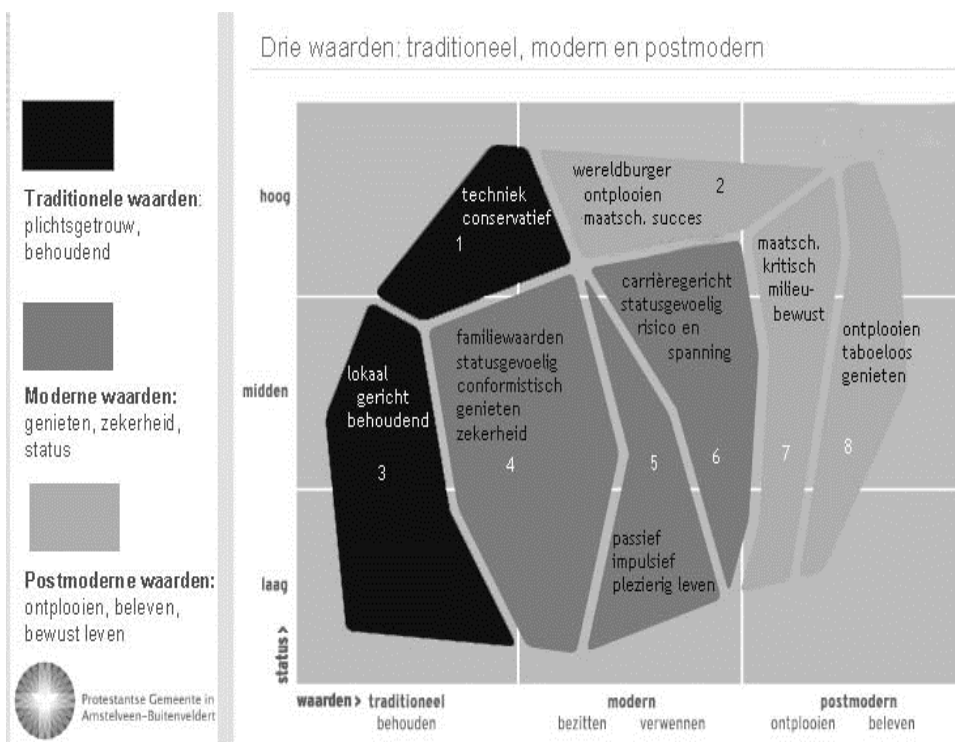 Drie waarden: traditioneel, modern en postmodern
Traditionele waarden:
plichtsgetrouw,
behoudend
Moderne waarden:
genieten, zekerheid,
status
Postmoderne waarden:
ontplooien, beleven,
bewust leven
Protestantse Gemeente in
Amstelveen-Buitenveldert
hoog
midden
laag
status >
techniek
conservatief
1
wereldburger
ontplooien
maatsch. succes
2
lokaal
gericht
behoudend
3
familiewaarden
statusgevoelig
conformistisch
genieten
zekerheid
4
5
passief
impulsief
plezierig leven
carrièregericht
statusgevoelig
risico en
spanning
6
maatsch.
kritisch
milieu-
bewust
7
ontplooien
taboeloos
genieten
8
waarden > traditioneel modern postmodern
behouden bezitten verwennen ontplooien beleven